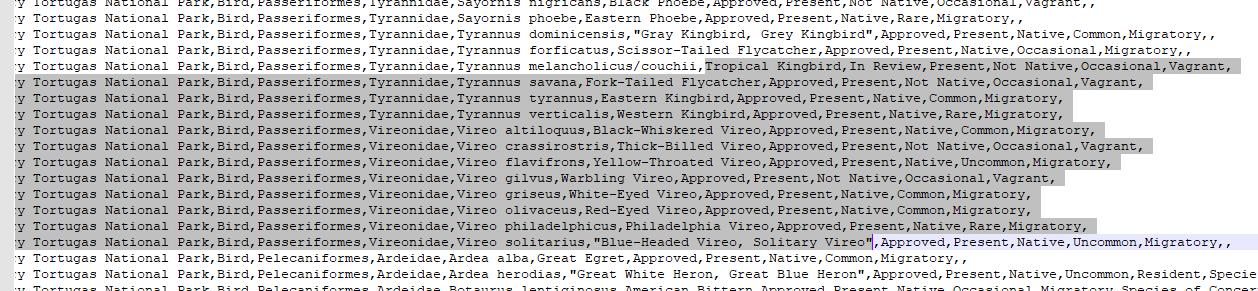 y Tortugas National Park,Bird,Passeriformes,Tyrannidae,Sayornis nigricans,Black Phoebe,Approved,Present,Not Native,Occasional,Vagrant,,
y Tortugas National Park,Bird,Passeriformes,Tyrannidae,Sayornis phoebe,Eastern Phoebe,Approved,Present,Native,Rare,Migratory,,
y Tortugas National Park,Bird,Passeriformes,Tyrannidae,Tyrannus dominicensis,"Gray Kingbird, Grey Kingbird",Approved,Present,Native,Common,Migratory,,
y Tortugas National Park,Bird,Passeriformes,Tyrannidae,Tyrannus forficatus,Scissor-Tailed Flycatcher,Approved,Present,Native,Occasional,Migratory,,
y Tortugas National Park,Bird,Passeriformes,Tyrannidae,Tyrannus melancholicus/couchii,Tropical Kingbird,In Review,Present,Not Native,Occasional,Vagrant,
y Tortugas National Park,Bird,Passeriformes,Tyrannidae,Tyrannus savana,Fork-Tailed Flycatcher,Approved,Present,Not Native,Occasional,Vagrant,
y Tortugas National Park,Bird,Passeriformes,Tyrannidae,Tyrannus tyrannus,Eastern Kingbird,Approved,Present,Native,Common,Migratory,
y Tortugas National Park,Bird,Passeriformes,Tyrannidae,Tyrannus verticalis,Western Kingbird,Approved,Present,Native,Rare,Migratory,
y Tortugas National Park,Bird,Passeriformes,Vireonidae,Vireo altiloquus,Black-Whiskered Vireo,Approved,Present,Native,Common,Migratory,
y Tortugas National Park,Bird,Passeriformes,Vireonidae,Vireo crassirostris,Thick-Billed Vireo,Approved,Present,Not Native,Occasional,Vagrant,
y Tortugas National Park,Bird,Passeriformes,Vireonidae,Vireo flavifrons,Yellow-Throated Vireo,Approved,Present,Native,Uncommon,Migratory,
y Tortugas National Park,Bird,Passeriformes,Vireonidae,Vireo gilvus,Warbling Vireo,Approved,Present,Not Native,Occasional,Vagrant,
y Tortugas National Park,Bird,Passeriformes,Vireonidae,Vireo griseus,White-Eyed Vireo,Approved,Present,Native,Common,Migratory,
y Tortugas National Park,Bird,Passeriformes,Vireonidae,Vireo olivaceus,Red-Eyed Vireo,Approved,Present,Native,Common,Migratory,
y Tortugas National Park,Bird,Passeriformes,Vireonidae,Vireo philadelphicus,Philadelphia Vireo,Approved,Present,Native,Rare,Migratory,
y Tortugas National Park,Bird,Passeriformes,Vireonidae,Vireo solitarius,"Blue-Headed Vireo, Solitary Vireo",Approved,Present,Native,Uncommon,Migratory,,
y Tortugas National Park,Bird,Pelecaniformes,Ardeidae,Ardea alba,Great Egret,Approved,Present,Native,Common,Migratory,,
y Tortugas National Park,Bird,Pelecaniformes,Ardeidae,Ardea herodias,"Great White Heron, Great Blue Heron",Approved,Present,Native,Uncommon,Resident,Specie
y Tortugas National Park,Bird,Pelecaniformes,Ardeidae,Botaurus lentiginosus,American Bittern,Approved,Present,Native,Occasional,Migratory,Species of Concer